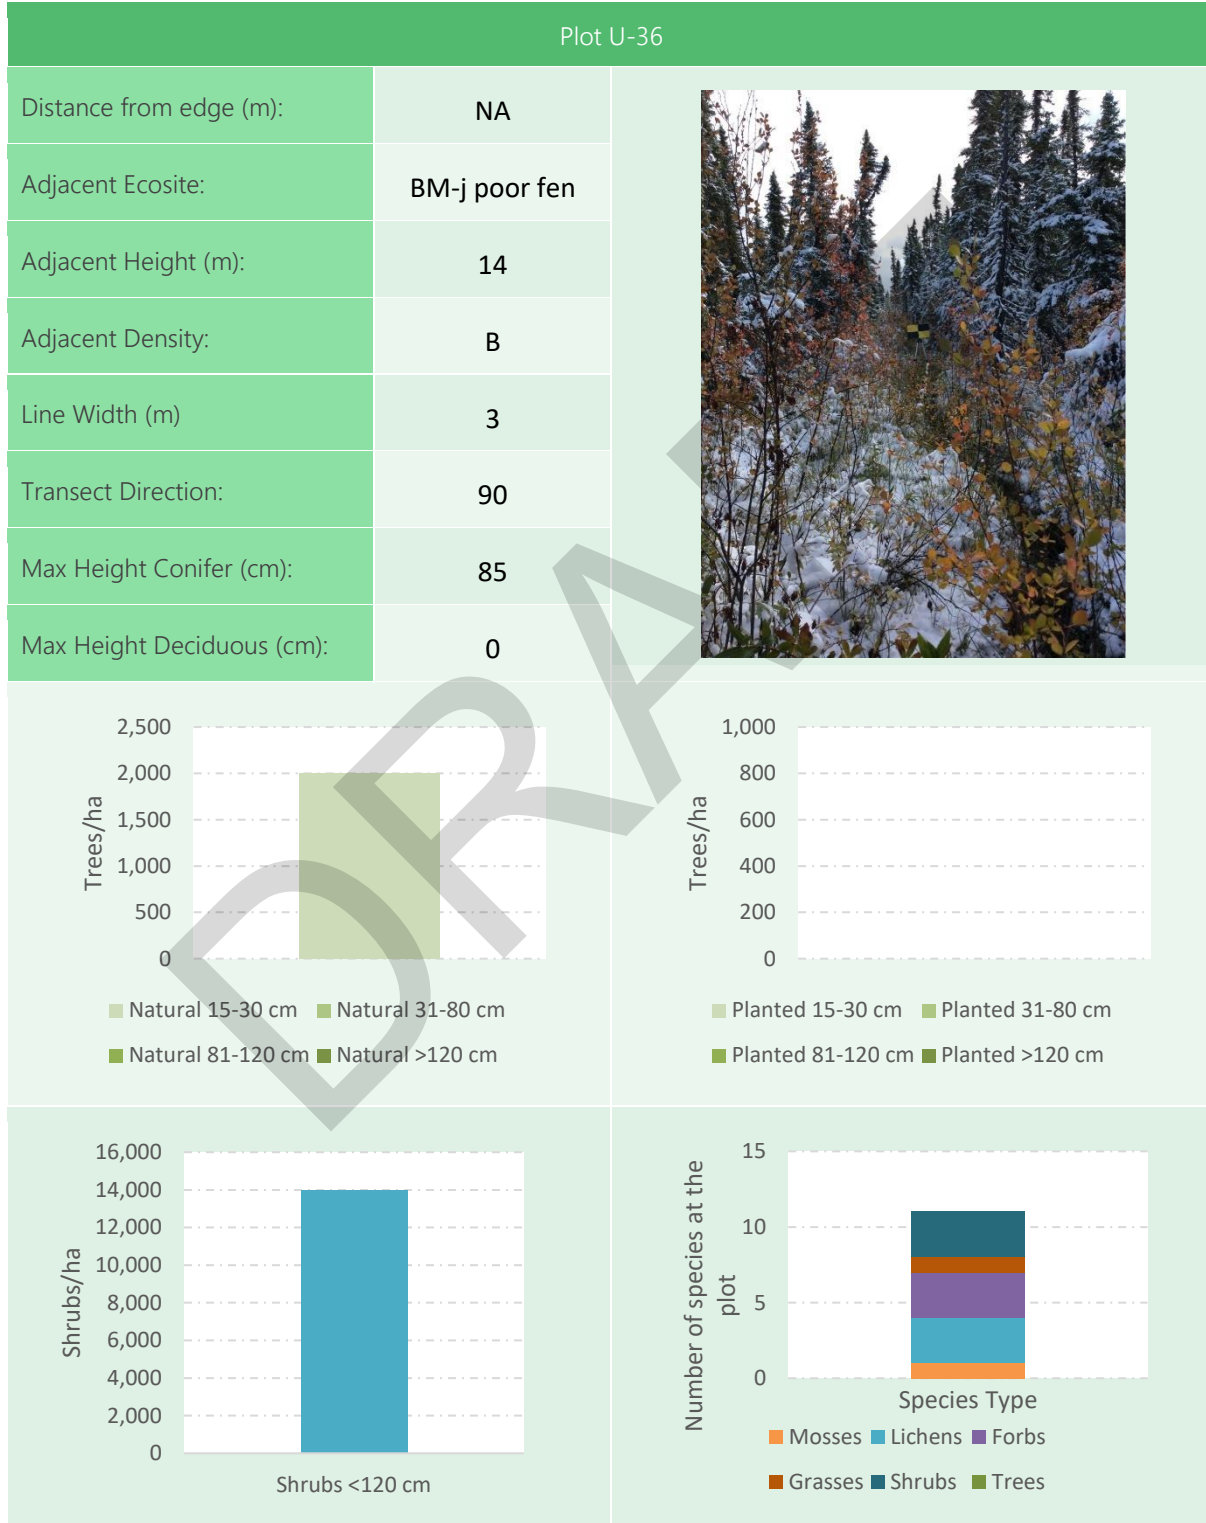 Plot U-36
Distance from edge (m): NA
Adjacent Ecosite: BM-j poor fen
Adjacent Height (m): 14
Adjacent Density: B
Line Width (m) 3
Transect Direction: 90
Max Height Conifer (cm): 85
Max Height Deciduous (cm): 0
Trees/ha
2,500
2,000
1,500
1,000
500
0
Natural 15-30 cm Natural 31-80 cm
Natural 81-120 cm Natural >120 cm
Trees/ha
1,000
800
600
400
200
0
Planted 15-30 cm Planted 31-80 cm
Planted 81-120 cm Planted >120 cm
Shrubs/ha
16,000
14,000
12,000
10,000
8,000
6,000
4,000
2,000
0
Shrubs <120 cm
Number of species at the
plot
15
10
5
0
Species Type
Mosses Lichens Forbs
Grasses Shrubs Trees
DRAFT